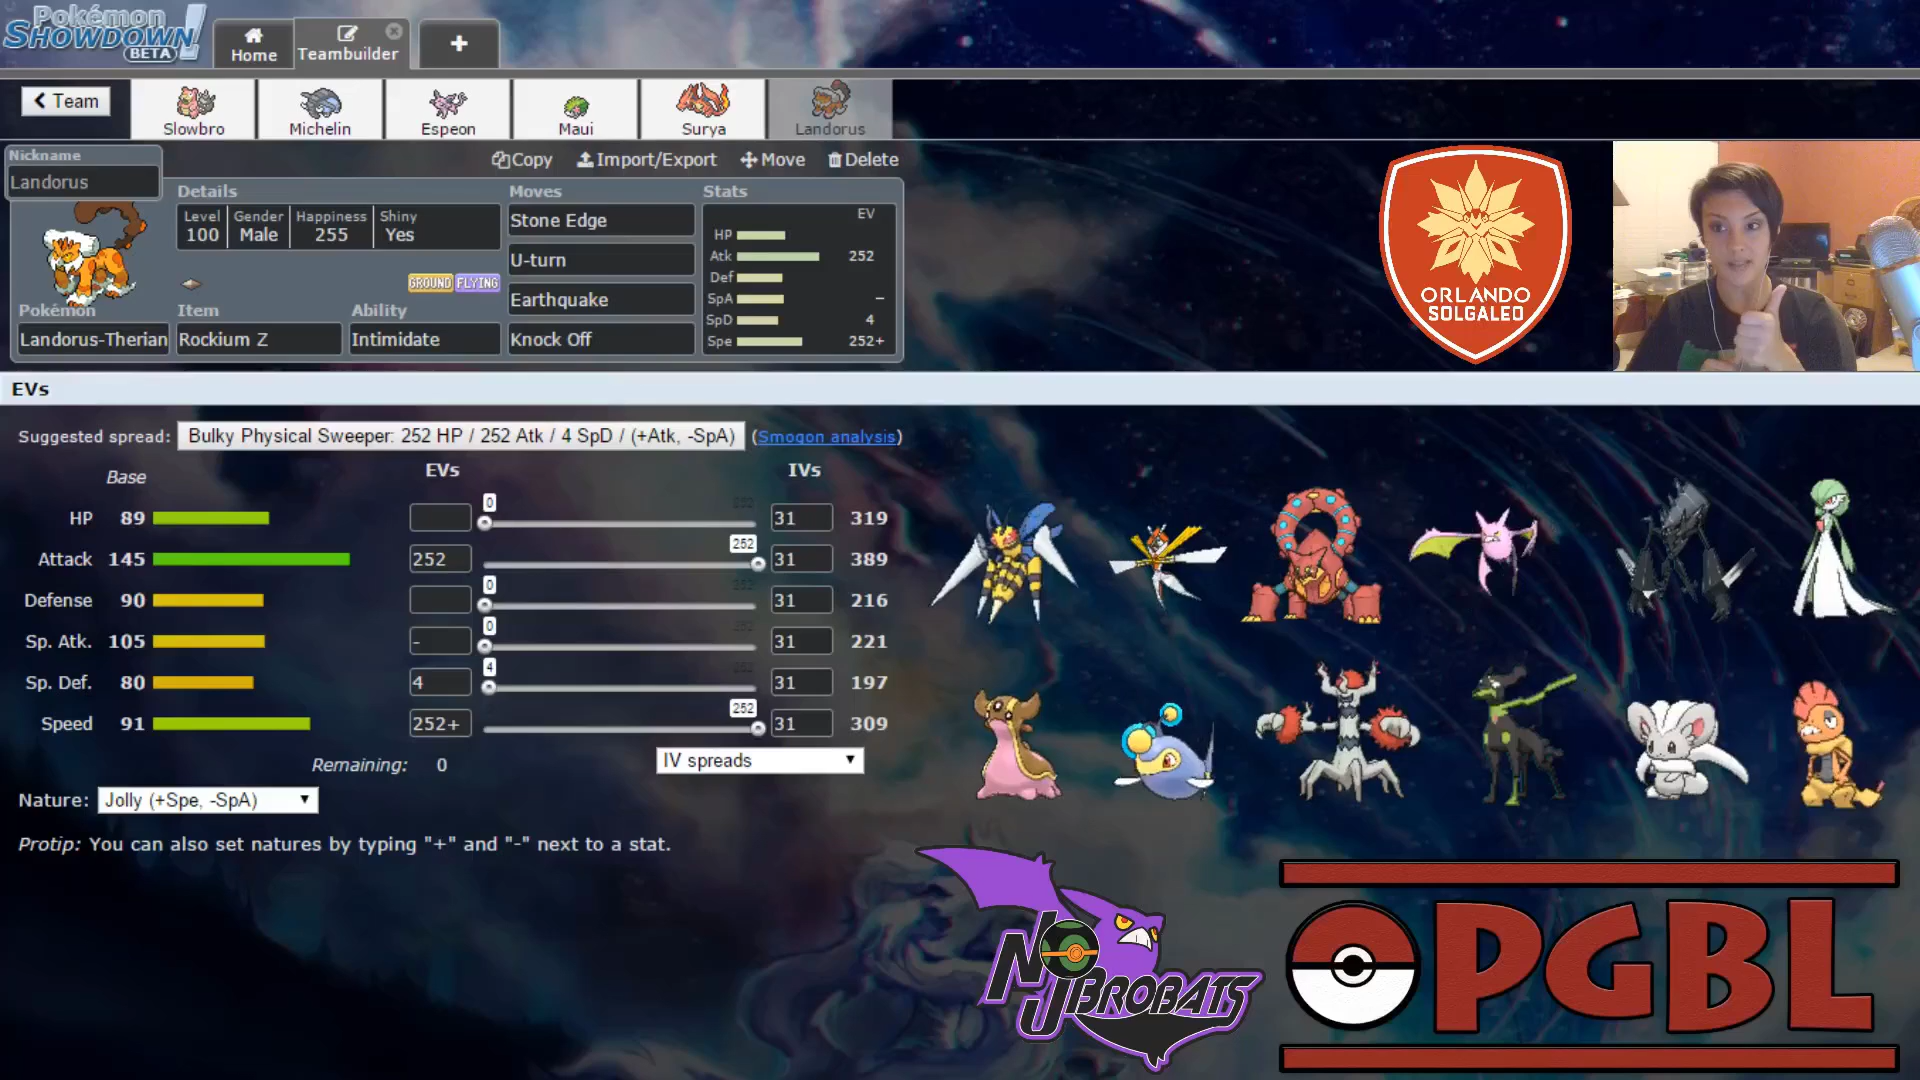 Pokémon
SHOWDOWN!
BETA
Home
Teambuilder
+
Team
Slowbro
Michelin
Espeon
Maui
Surya
Landorus
Nickname
Landorus
Copy
Import/Export
Move
Delete
Details
Moves
Stats
Level
Gender
Happiness
Shiny
100
Male
255
Yes
Stone Edge
U-turn
Earthquake
Knock Off
EV
HP
Atk 252
Def
SpA –
SpD 4
Spe 252+
GROUND FLYING
Pokémon
Item
Ability
Landorus-Therian
Rockium Z
Intimidate
ORLANDO
SOLGALEO
EVs
Suggested spread: Bulky Physical Sweeper: 252 HP / 252 Atk / 4 SpD / (+Atk, -SpA) (Smogon analysis)
Base EVs IVs
HP 89 0 252 31 319
Attack 145 252 252 31 389
Defense 90 0 252 31 216
Sp. Atk. 105 - 0 252 31 221
Sp. Def. 80 4 4 252 31 197
Speed 91 252+ 252 31 309
Remaining: 0
IV spreads
Nature: Jolly (+Spe, -SpA)
Protip: You can also set natures by typing "+" and "-" next to a stat.
NJ BROBATS
PGBL